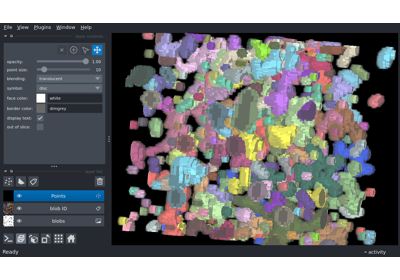 File View Plugins Window Help
opacity: 1.00
point size: 10
blending: translucent
symbol: disc
face color: white
border color: dimgrey
display text: ✓
out of slice:
Points
blob ID
blobs
Ready
activity